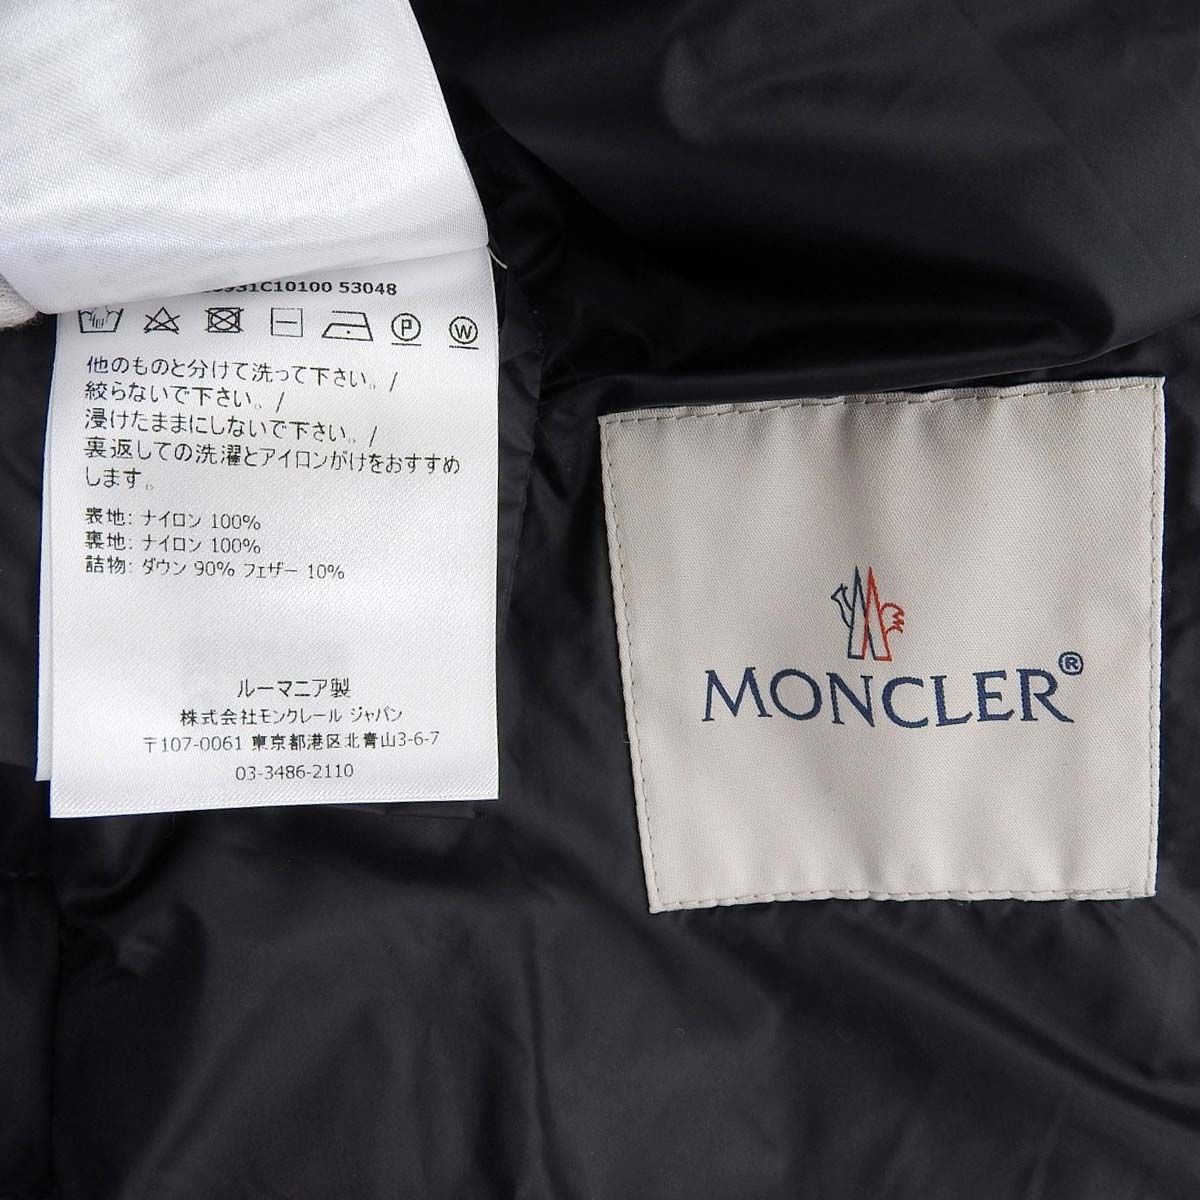 931C10100 53048
P
W
他のものと分けて洗って下さい。/
絞らないで下さい。/
浸けたままにしないで下さい。/
裏返しての洗濯とアイロンがけをおすすめ
します。
表地: ナイロン 100%
裏地: ナイロン 100%
詰物: ダウン 90% フェザー 10%
ルーマニア製
株式会社モンクレール ジャパン
〒107-0061 東京都港区北青山3-6-7
03-3486-2110
MONCLER®